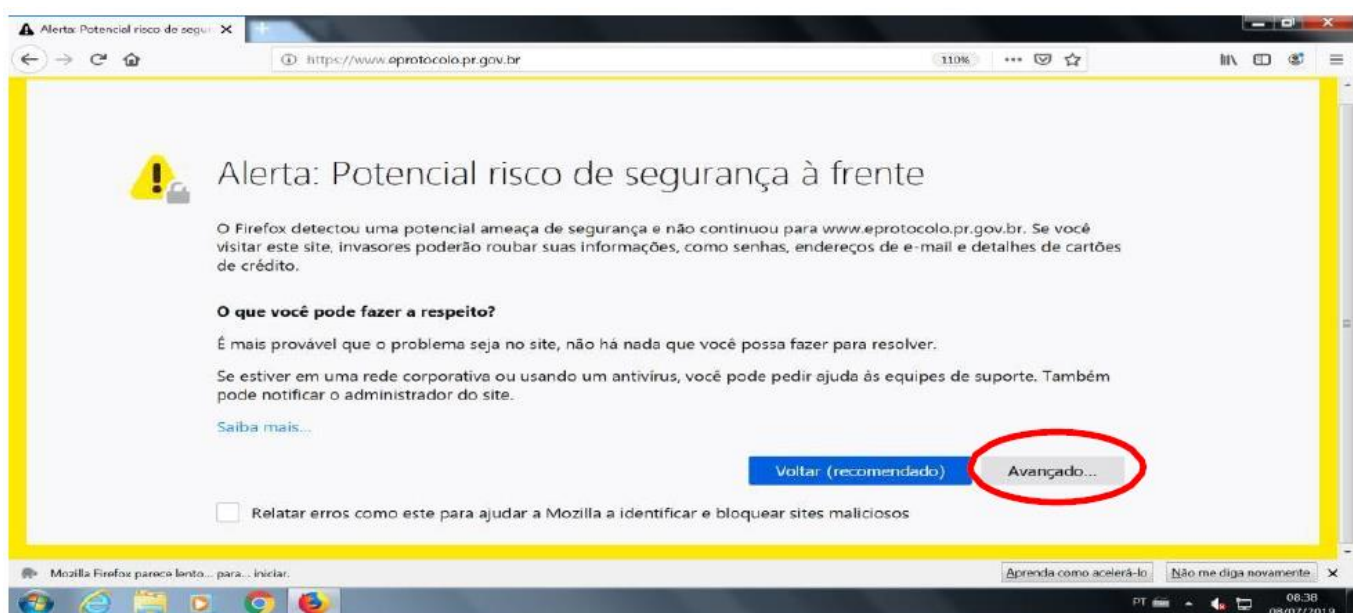 Alerta: Potencial risco de segur
https://www.eprotocolo.pr.gov.br
110%
Alerta: Potencial risco de segurança à frente
O Firefox detectou uma potencial ameaça de segurança e não continuou para www.eprotocolo.pr.gov.br. Se você
visitar este site, invasores poderão roubar suas informações, como senhas, endereços de e-mail e detalhes de cartões
de crédito.
O que você pode fazer a respeito?
É mais provável que o problema seja no site, não há nada que você possa fazer para resolver.
Se estiver em uma rede corporativa ou usando um antivírus, você pode pedir ajuda às equipes de suporte. Também
pode notificar o administrador do site.
Saiba mais...
Voltar (recomendado) Avançado...
Relatar erros como este para ajudar a Mozilla a identificar e bloquear sites maliciosos
Mozilla Firefox parece lento... para... iniciar. Aprenda como acelerá-lo Não me diga novamente
PT 08:38
08/07/2019